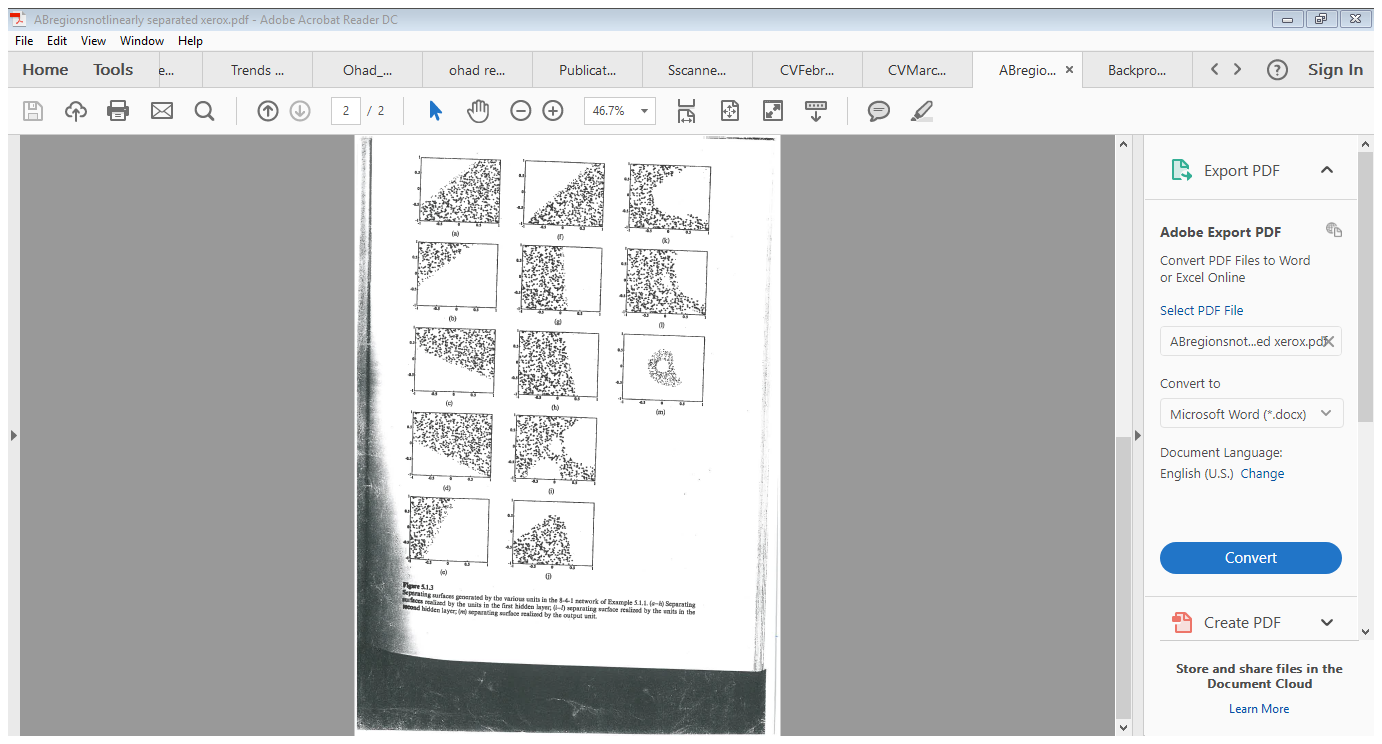 ABregionsnotlinearly separated xerox.pdf - Adobe Acrobat Reader DC
File Edit View Window Help
Home Tools e... Trends ... Ohad_... ohad re... Publicat... Sscanne... CVFebr... CVMarc... ABregio... Backpro... Sign In
2 / 2 46.7%
(a) (f) (k)
(b) (g) (l)
(c) (h) (m)
(d) (i)
(e) (j)
Figure 5.1.3
Separating surfaces generated by the various units in the 8-4-1 network of Example 5.1.1. (a–h) Separating
surfaces realized by the units in the first hidden layer; (i–l) separating surface realized by the units in the
second hidden layer; (m) separating surface realized by the output unit.
Export PDF
Adobe Export PDF
Convert PDF Files to Word
or Excel Online
Select PDF File
ABregionsnot...ed xerox.pdf
Convert to
Microsoft Word (*.docx)
Document Language:
English (U.S.) Change
Convert
Create PDF
Store and share files in the
Document Cloud
Learn More